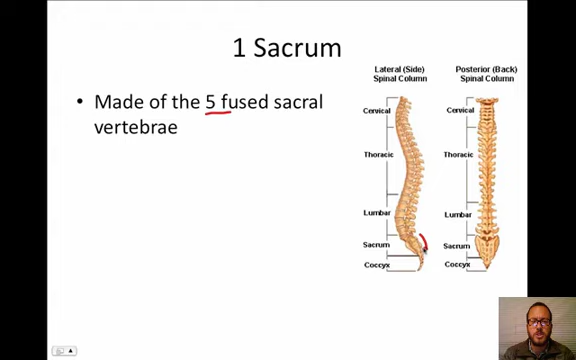 1 Sacrum
• Made of the 5 fused sacral
vertebrae
Lateral (Side)
Spinal Column
Cervical
Thoracic
Lumbar
Sacrum
Coccyx
Posterior (Back)
Spinal Column
Cervical
Thoracic
Lumbar
Sacrum
Coccyx